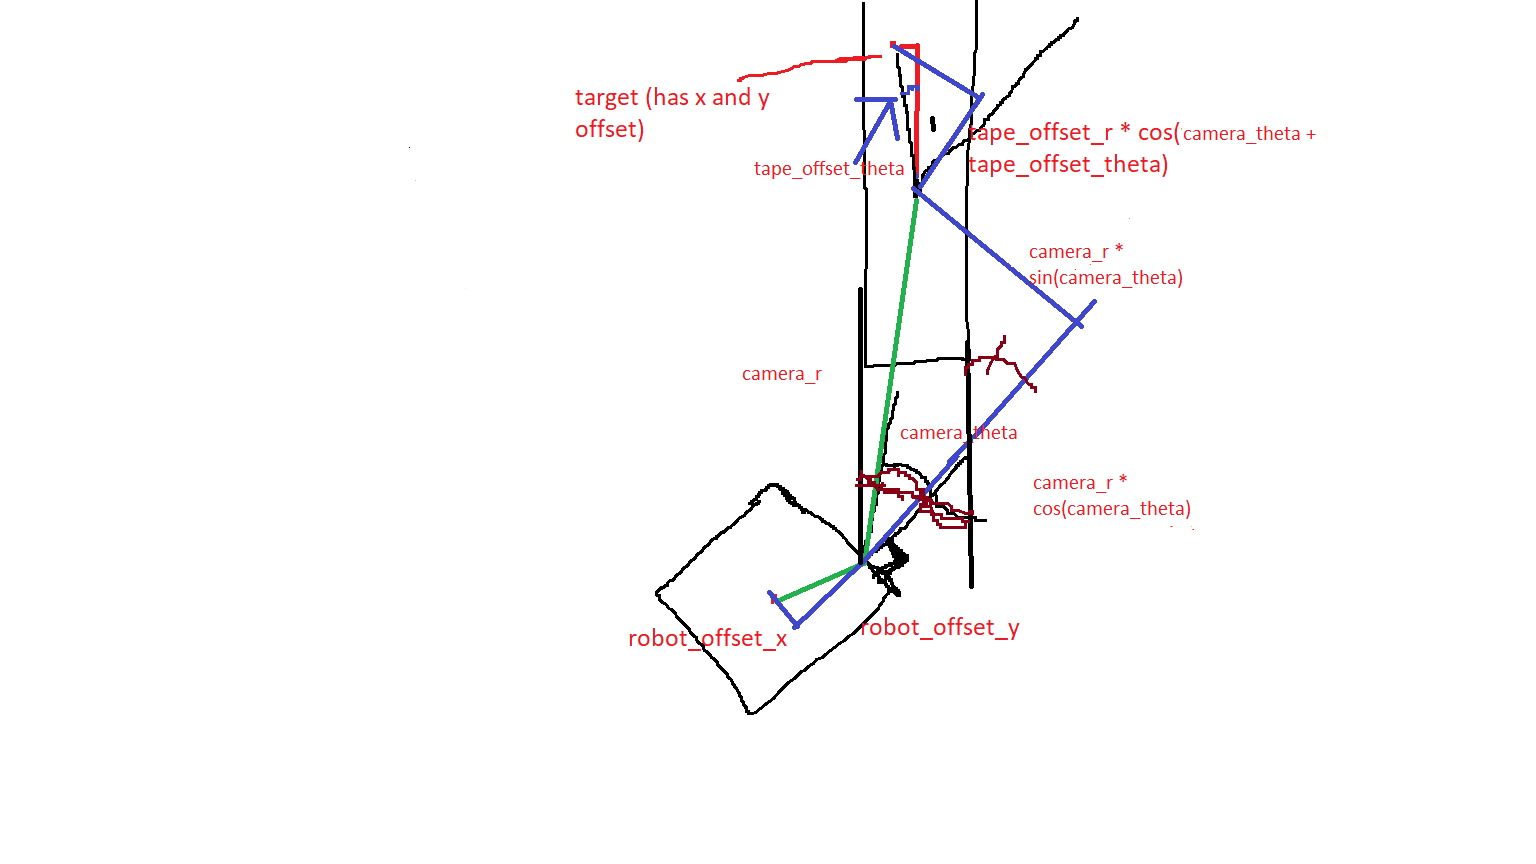 target (has x and y
offset)
tape_offset_r * cos(camera_theta +
tape_offset_theta)
tape_offset_theta
camera_r *
sin(camera_theta)
camera_r
camera_theta
camera_r *
cos(camera_theta)
robot_offset_x
robot_offset_y